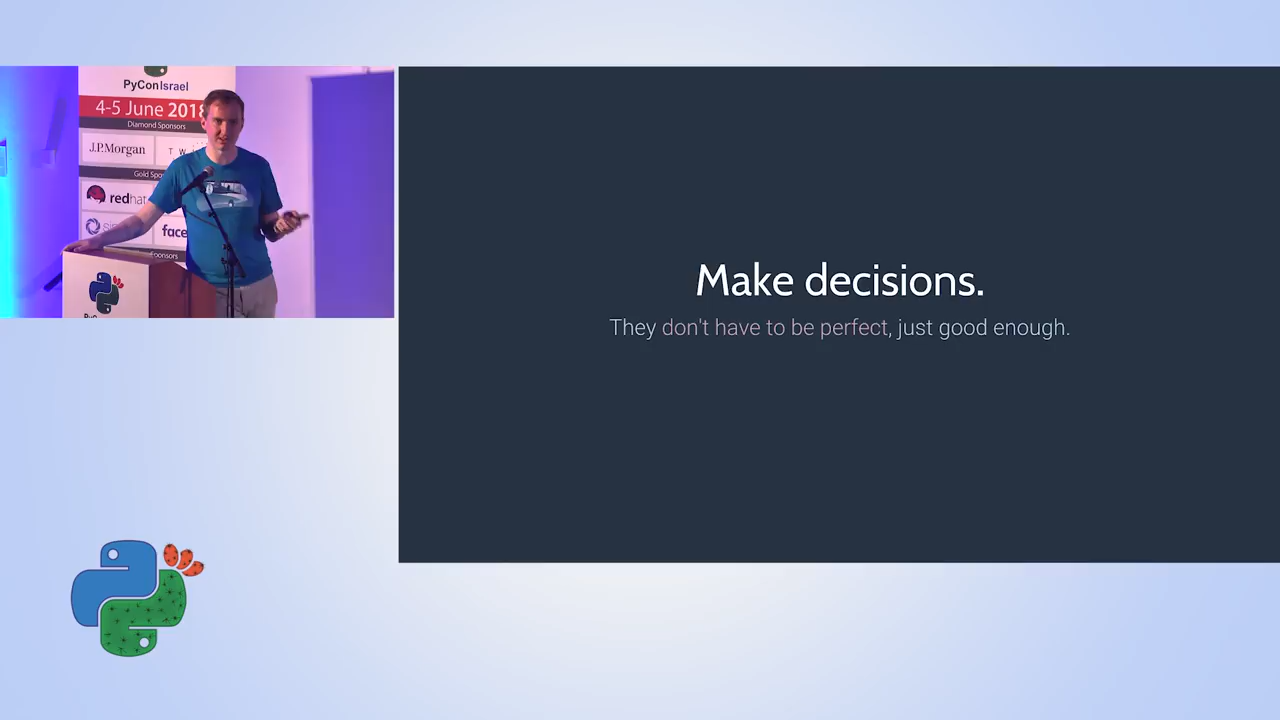 PyConIsrael
4-5 June 2018
Diamond Sponsors
J.P.Morgan
redhat
Make decisions.
They don't have to be perfect, just good enough.